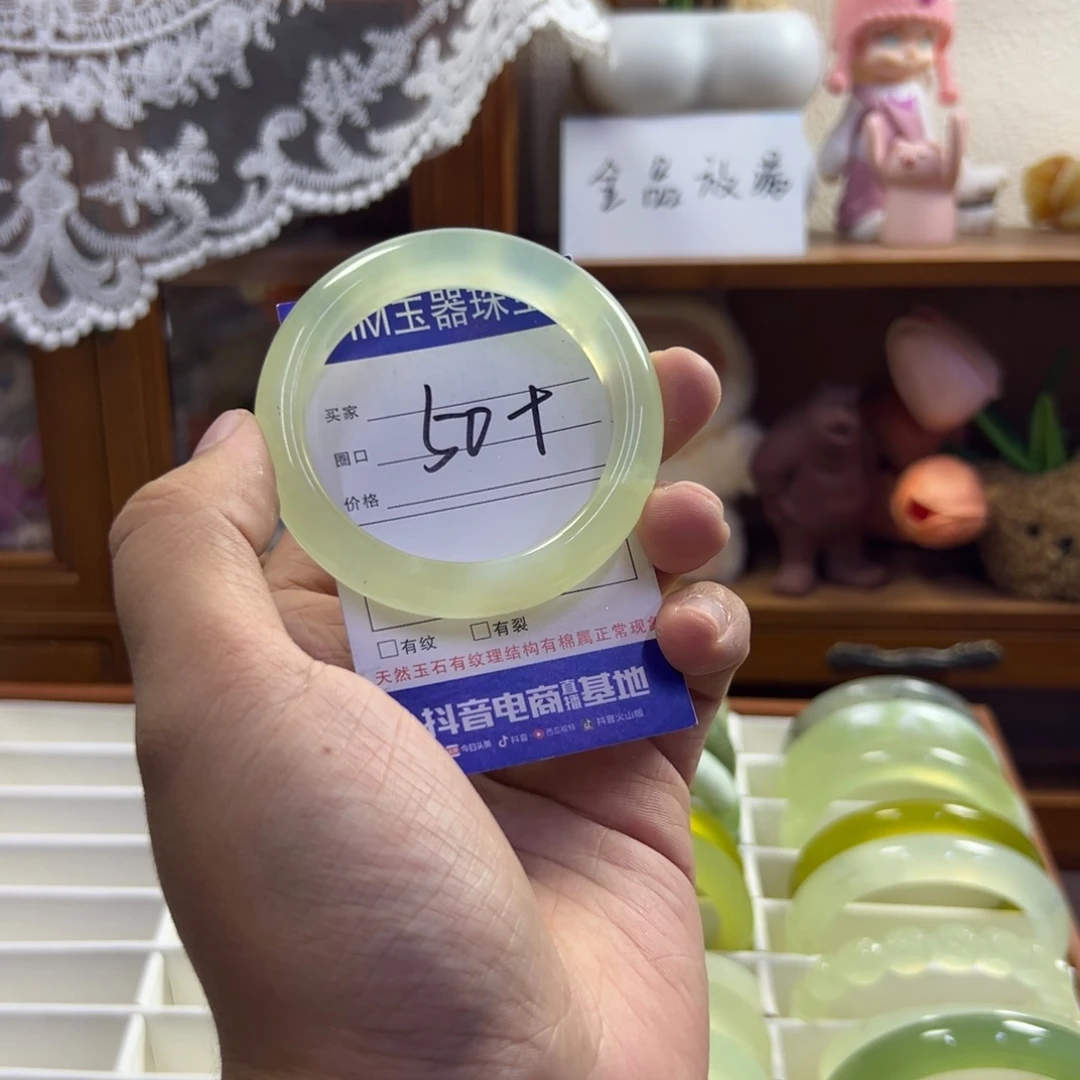 全品放漏
IM玉器珠宝
买家
50+
圈口
价格
□有纹 □有裂
天然玉石有纹理结构有棉属正常现象
抖音电商直播基地
今日头条 抖音 西瓜视频 抖音火山版